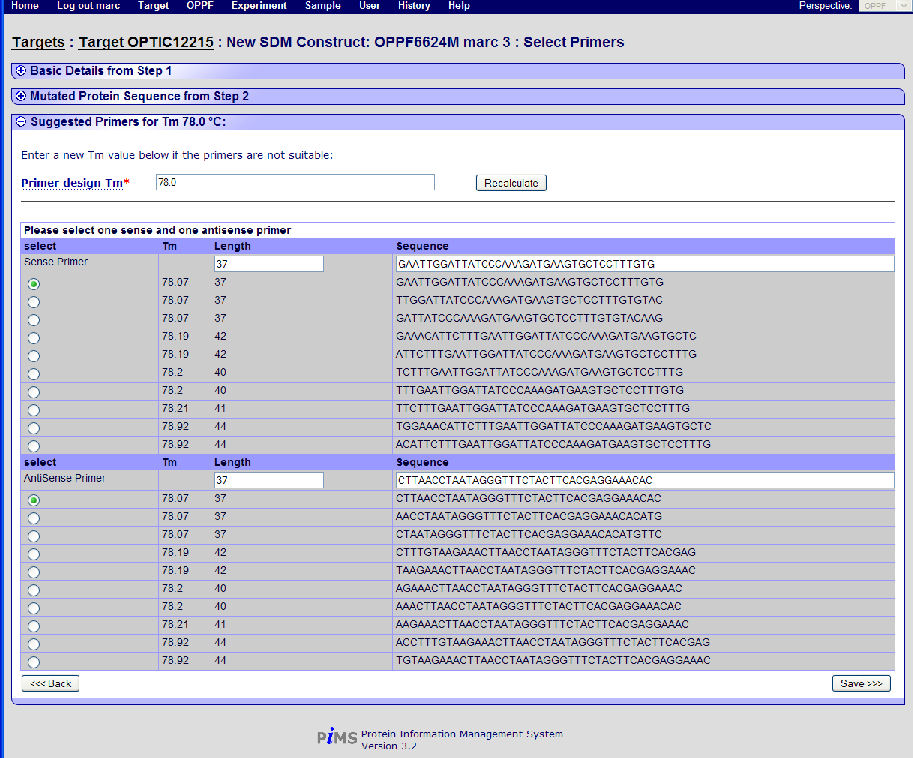 Home Log out marc Target OPPF Experiment Sample User History Help Perspective: OPPF
Targets : Target OPTIC12215 : New SDM Construct: OPPF6624M marc 3 : Select Primers
Basic Details from Step 1
Mutated Protein Sequence from Step 2
Suggested Primers for Tm 78.0 °C:
Enter a new Tm value below if the primers are not suitable:
Primer design Tm* 78.0 Recalculate
Please select one sense and one antisense primer
select Tm Length Sequence
Sense Primer 37 GAATTGGATTATCCCAAAGATGAAGTGCTCCTTTGTG
78.07 37 GAATTGGATTATCCCAAAGATGAAGTGCTCCTTTGTG
78.07 37 TTGGATTATCCCAAAGATGAAGTGCTCCTTTGTGTAC
78.07 37 GATTATCCCAAAGATGAAGTGCTCCTTTGTGTACAAG
78.19 42 GAAACATTCTTTGAATTGGATTATCCCAAAGATGAAGTGCTC
78.19 42 ATTCTTTGAATTGGATTATCCCAAAGATGAAGTGCTCCTTTG
78.2 40 TCTTTGAATTGGATTATCCCAAAGATGAAGTGCTCCTTTG
78.2 40 TTTGAATTGGATTATCCCAAAGATGAAGTGCTCCTTTGTG
78.21 41 TTCTTTGAATTGGATTATCCCAAAGATGAAGTGCTCCTTTG
78.92 44 TGGAAACATTCTTTGAATTGGATTATCCCAAAGATGAAGTGCTC
78.92 44 ACATTCTTTGAATTGGATTATCCCAAAGATGAAGTGCTCCTTTG
select Tm Length Sequence
AntiSense Primer 37 CTTAACCTAATAGGGTTTCTACTTCACGAGGAAACAC
78.07 37 CTTAACCTAATAGGGTTTCTACTTCACGAGGAAACAC
78.07 37 AACCTAATAGGGTTTCTACTTCACGAGGAAACACATG
78.07 37 CTAATAGGGTTTCTACTTCACGAGGAAACACATGTTC
78.19 42 CTTTGTAAGAAACTTAACCTAATAGGGTTTCTACTTCACGAG
78.19 42 TAAGAAACTTAACCTAATAGGGTTTCTACTTCACGAGGAAAC
78.2 40 AGAAACTTAACCTAATAGGGTTTCTACTTCACGAGGAAAC
78.2 40 AAACTTAACCTAATAGGGTTTCTACTTCACGAGGAAACAC
78.21 41 AAGAAACTTAACCTAATAGGGTTTCTACTTCACGAGGAAAC
78.92 44 ACCTTTGTAAGAAACTTAACCTAATAGGGTTTCTACTTCACGAG
78.92 44 TGTAAGAAACTTAACCTAATAGGGTTTCTACTTCACGAGGAAAC
<<< Back Save >>>
PiMS Protein Information Management System
Version 3.2